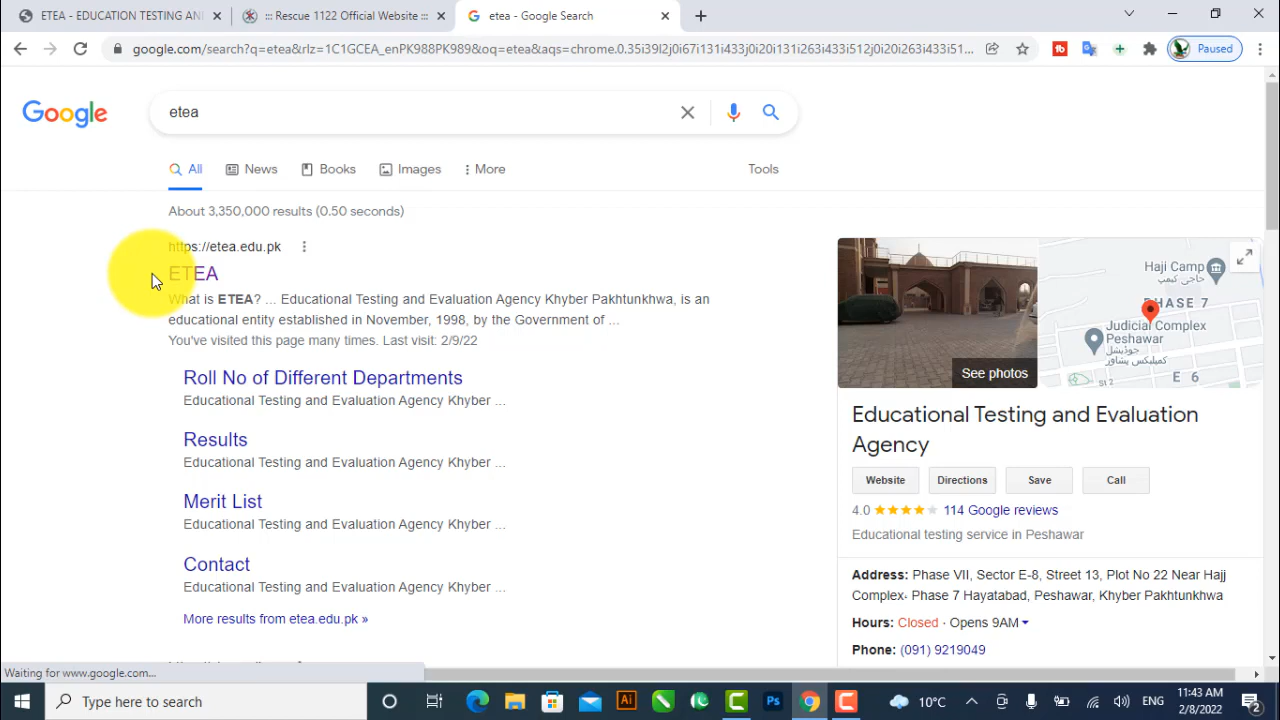 ETEA - EDUCATION TESTING AN
::: Rescue 1122 Official Website :::
etea - Google Search
google.com/search?q=etea&rlz=1C1GCEA_enPK988PK989&oq=etea&aqs=chrome.0.35i39l2j0i67i131i433j0i20i131i263i433i512j0i20i263i433i51...
Paused
Google
etea
All
News
Books
Images
More
Tools
About 3,350,000 results (0.50 seconds)
https://etea.edu.pk
ETEA
What is ETEA? ... Educational Testing and Evaluation Agency Khyber Pakhtunkhwa, is an
educational entity established in November, 1998, by the Government of ...
You've visited this page many times. Last visit: 2/9/22
Roll No of Different Departments
Educational Testing and Evaluation Agency Khyber ...
Results
Educational Testing and Evaluation Agency Khyber ...
Merit List
Educational Testing and Evaluation Agency Khyber ...
Contact
Educational Testing and Evaluation Agency Khyber ...
More results from etea.edu.pk »
See photos
Haji Camp
حاجی کیمپ
PHASE 7
Judicial Complex
Peshawar
جوڈیشل
کمپلیکس پشاور
St 2
E 6
Educational Testing and Evaluation
Agency
Website
Directions
Save
Call
4.0
114 Google reviews
Educational testing service in Peshawar
Address: Phase VII, Sector E-8, Street 13, Plot No 22 Near Hajj
Complex، Phase 7 Hayatabad, Peshawar, Khyber Pakhtunkhwa
Hours: Closed · Opens 9AM
Phone: (091) 9219049
Waiting for www.google.com...
Type here to search
Ai
Ps
10°C
ENG
11:43 AM
2/8/2022
2